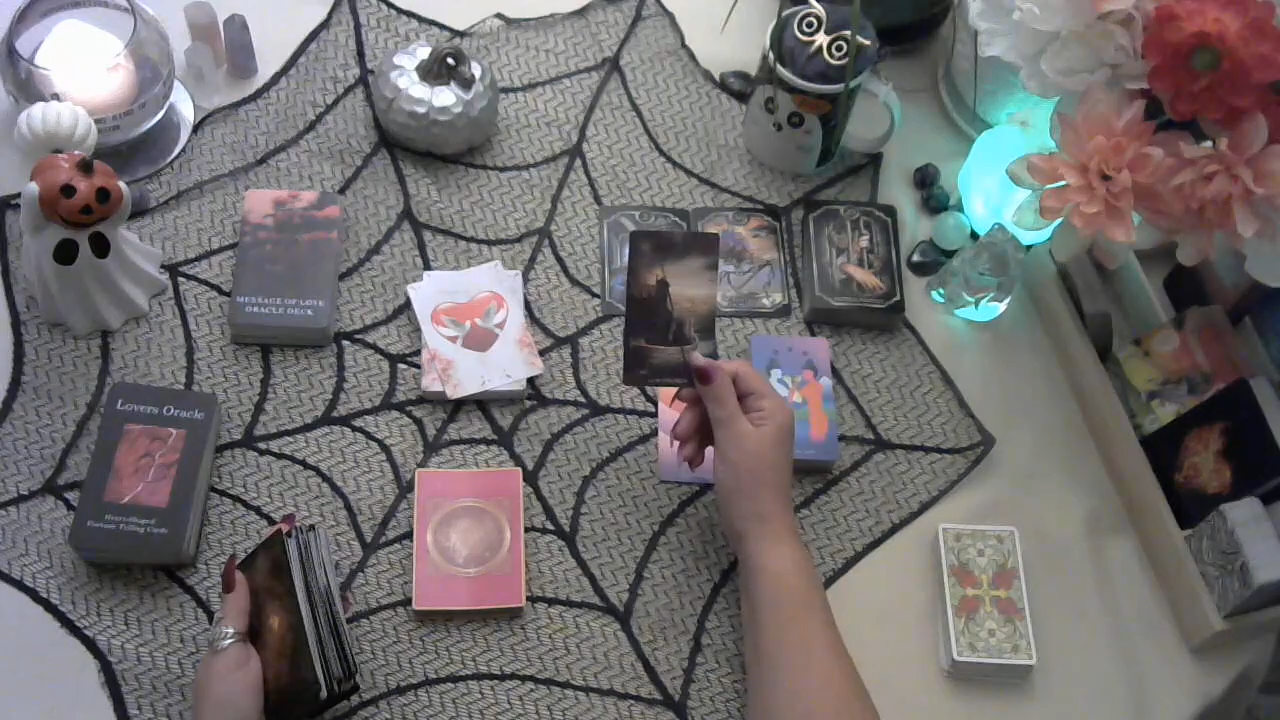 MESSAGE OF LOVE
ORACLE DECK
Lovers Oracle
Heart-shaped
Fortune Telling Cards